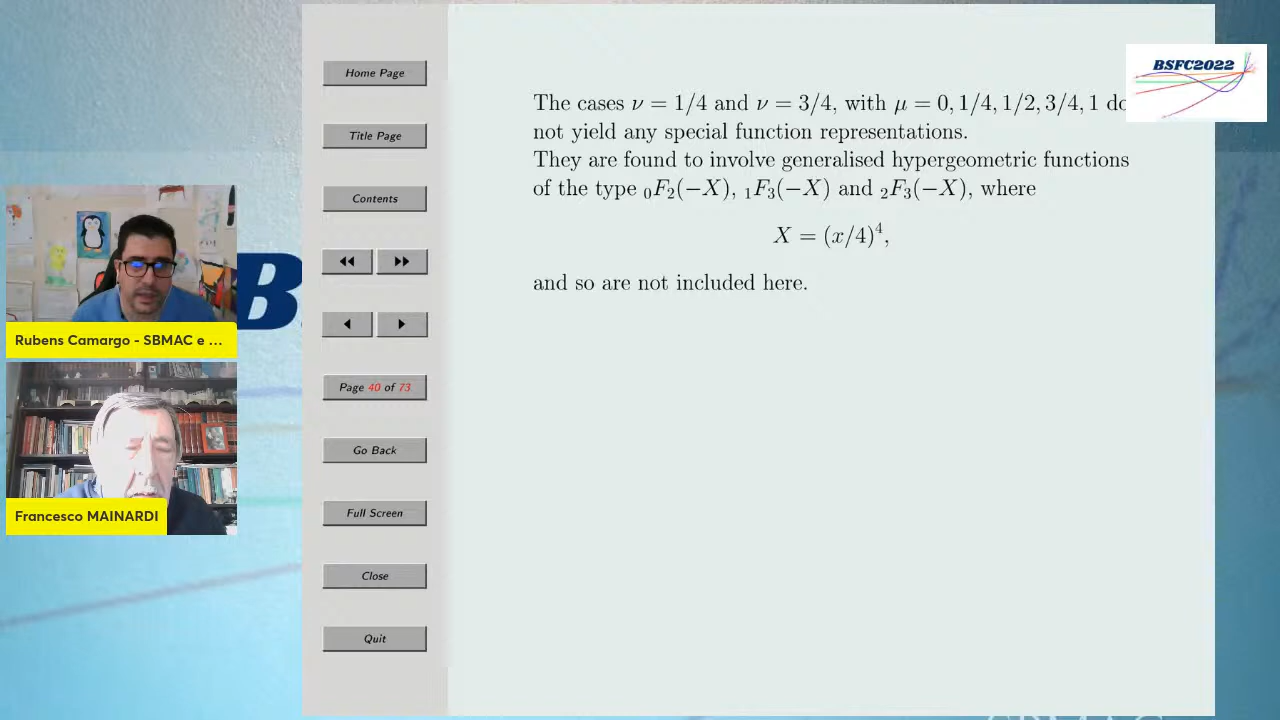 Home Page
Title Page
Contents
Page 40 of 73
Go Back
Full Screen
Close
Quit
The cases ν = 1/4 and ν = 3/4, with μ = 0, 1/4, 1/2, 3/4, 1 do
not yield any special function representations.
They are found to involve generalised hypergeometric functions
of the type ₀F₂(−X), ₁F₃(−X) and ₂F₃(−X), where
X = (x/4)⁴,
and so are not included here.
BSFC2022
Rubens Camargo - SBMAC e ...
Francesco MAINARDI
B